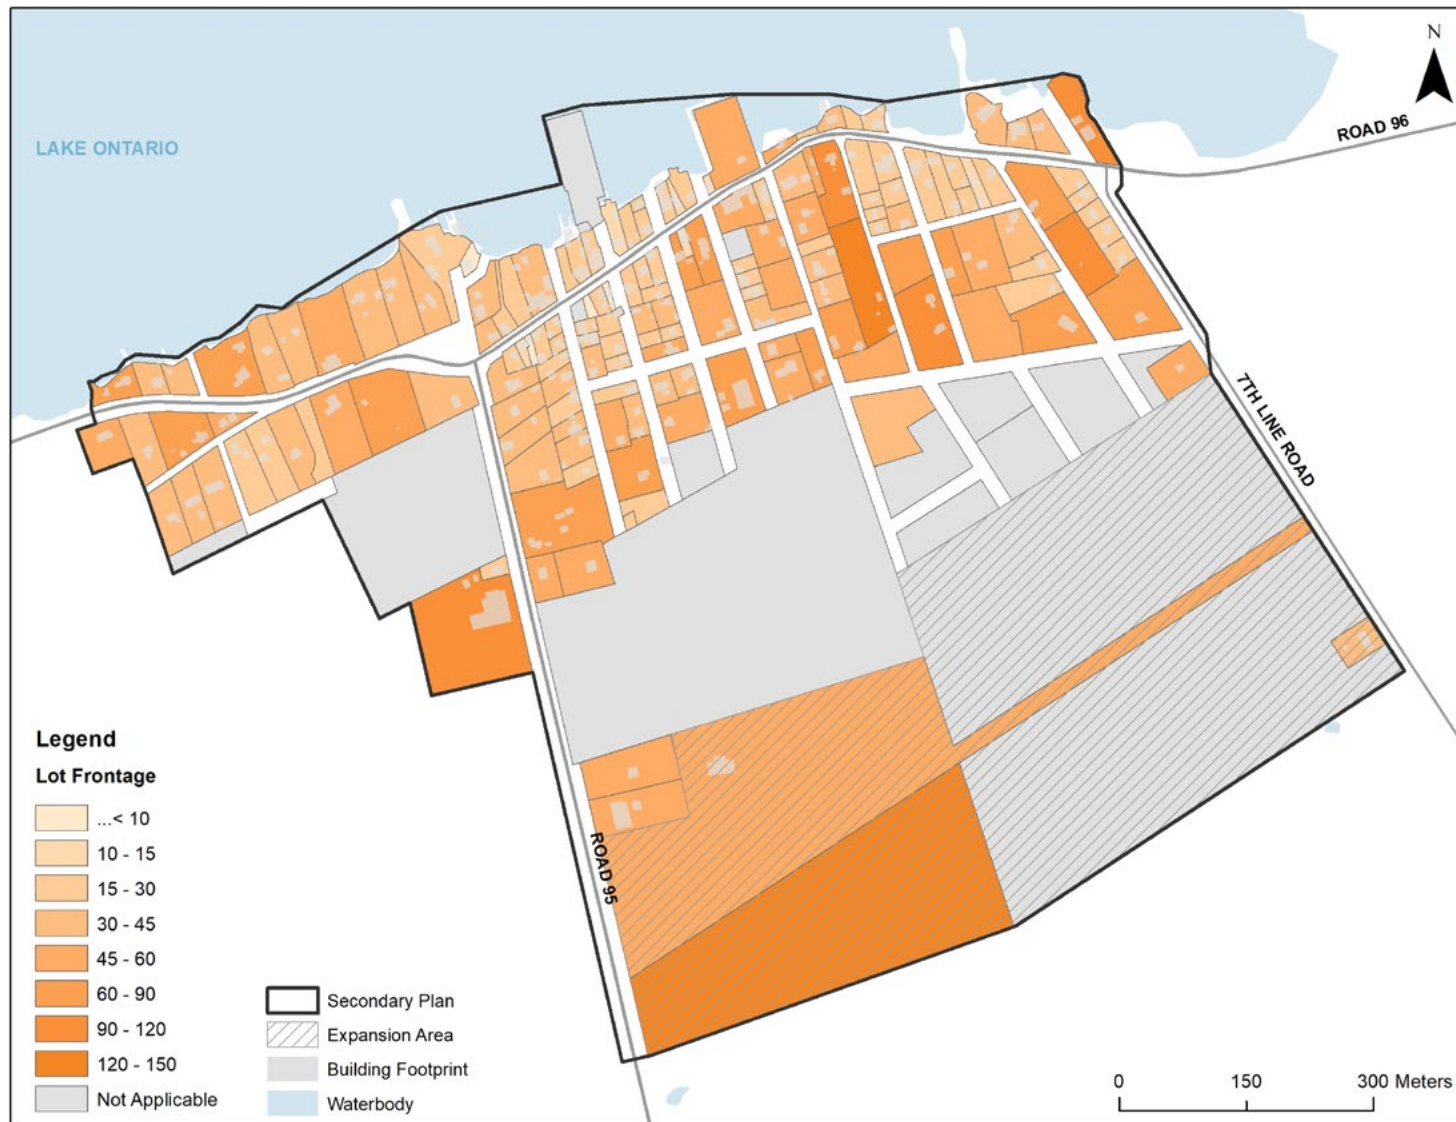 N
LAKE ONTARIO
ROAD 96
7TH LINE ROAD
ROAD 95
Legend
Lot Frontage
...< 10
10 - 15
15 - 30
30 - 45
45 - 60
60 - 90
90 - 120
120 - 150
Not Applicable
Secondary Plan
Expansion Area
Building Footprint
Waterbody
0 150 300 Meters